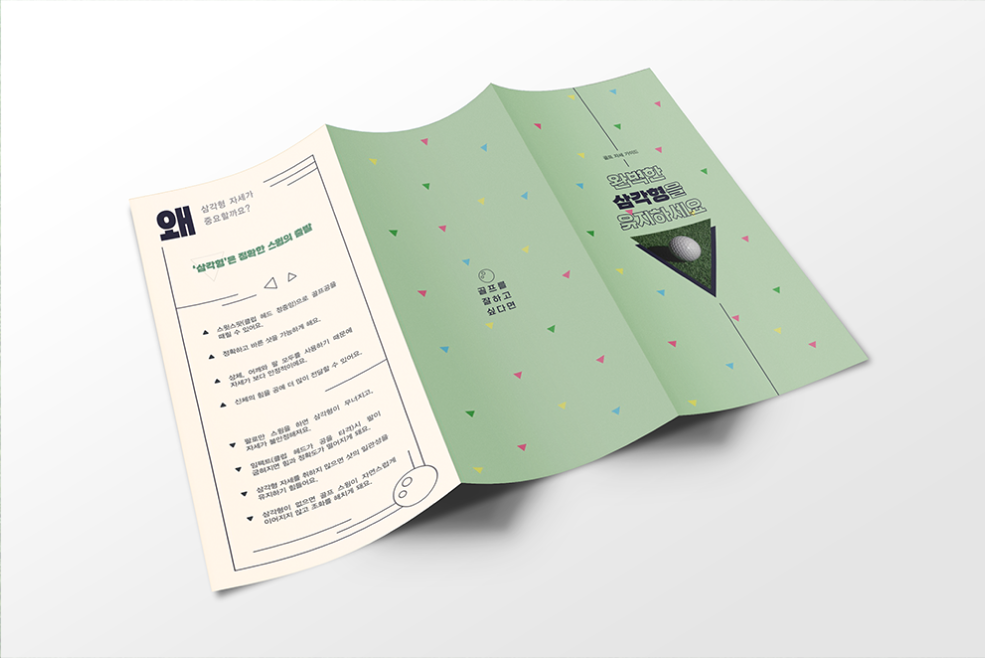 왜
삼각형 자세가
중요할까요?
'삼각형'은 정확한 스윙의 출발
스윗스팟(클럽 헤드 정중앙)으로 골프공을
때릴 수 있어요.
정확하고 바른 샷을 가능하게 해요.
상체, 어깨와 팔 모두를 사용하기 때문에
자세가 보다 안정적이에요.
신체의 힘을 공에 더 많이 전달할 수 있어요.
팔로만 스윙을 하면 삼각형이 무너지고,
자세가 불안정해져요.
임팩트(클럽 헤드가 공을 타격)시 팔이
굽혀지면 힘과 정확도가 떨어지게 돼요.
삼각형 자세를 취하지 않으면 샷의 일관성을
유지하기 힘들어요.
삼각형이 없으면 골프 스윙이 자연스럽게
이어지지 않고 조화를 해치게 돼요.
골프를
잘하고
싶다면
골프 자세 가이드
완벽한
삼각형을
유지하세요